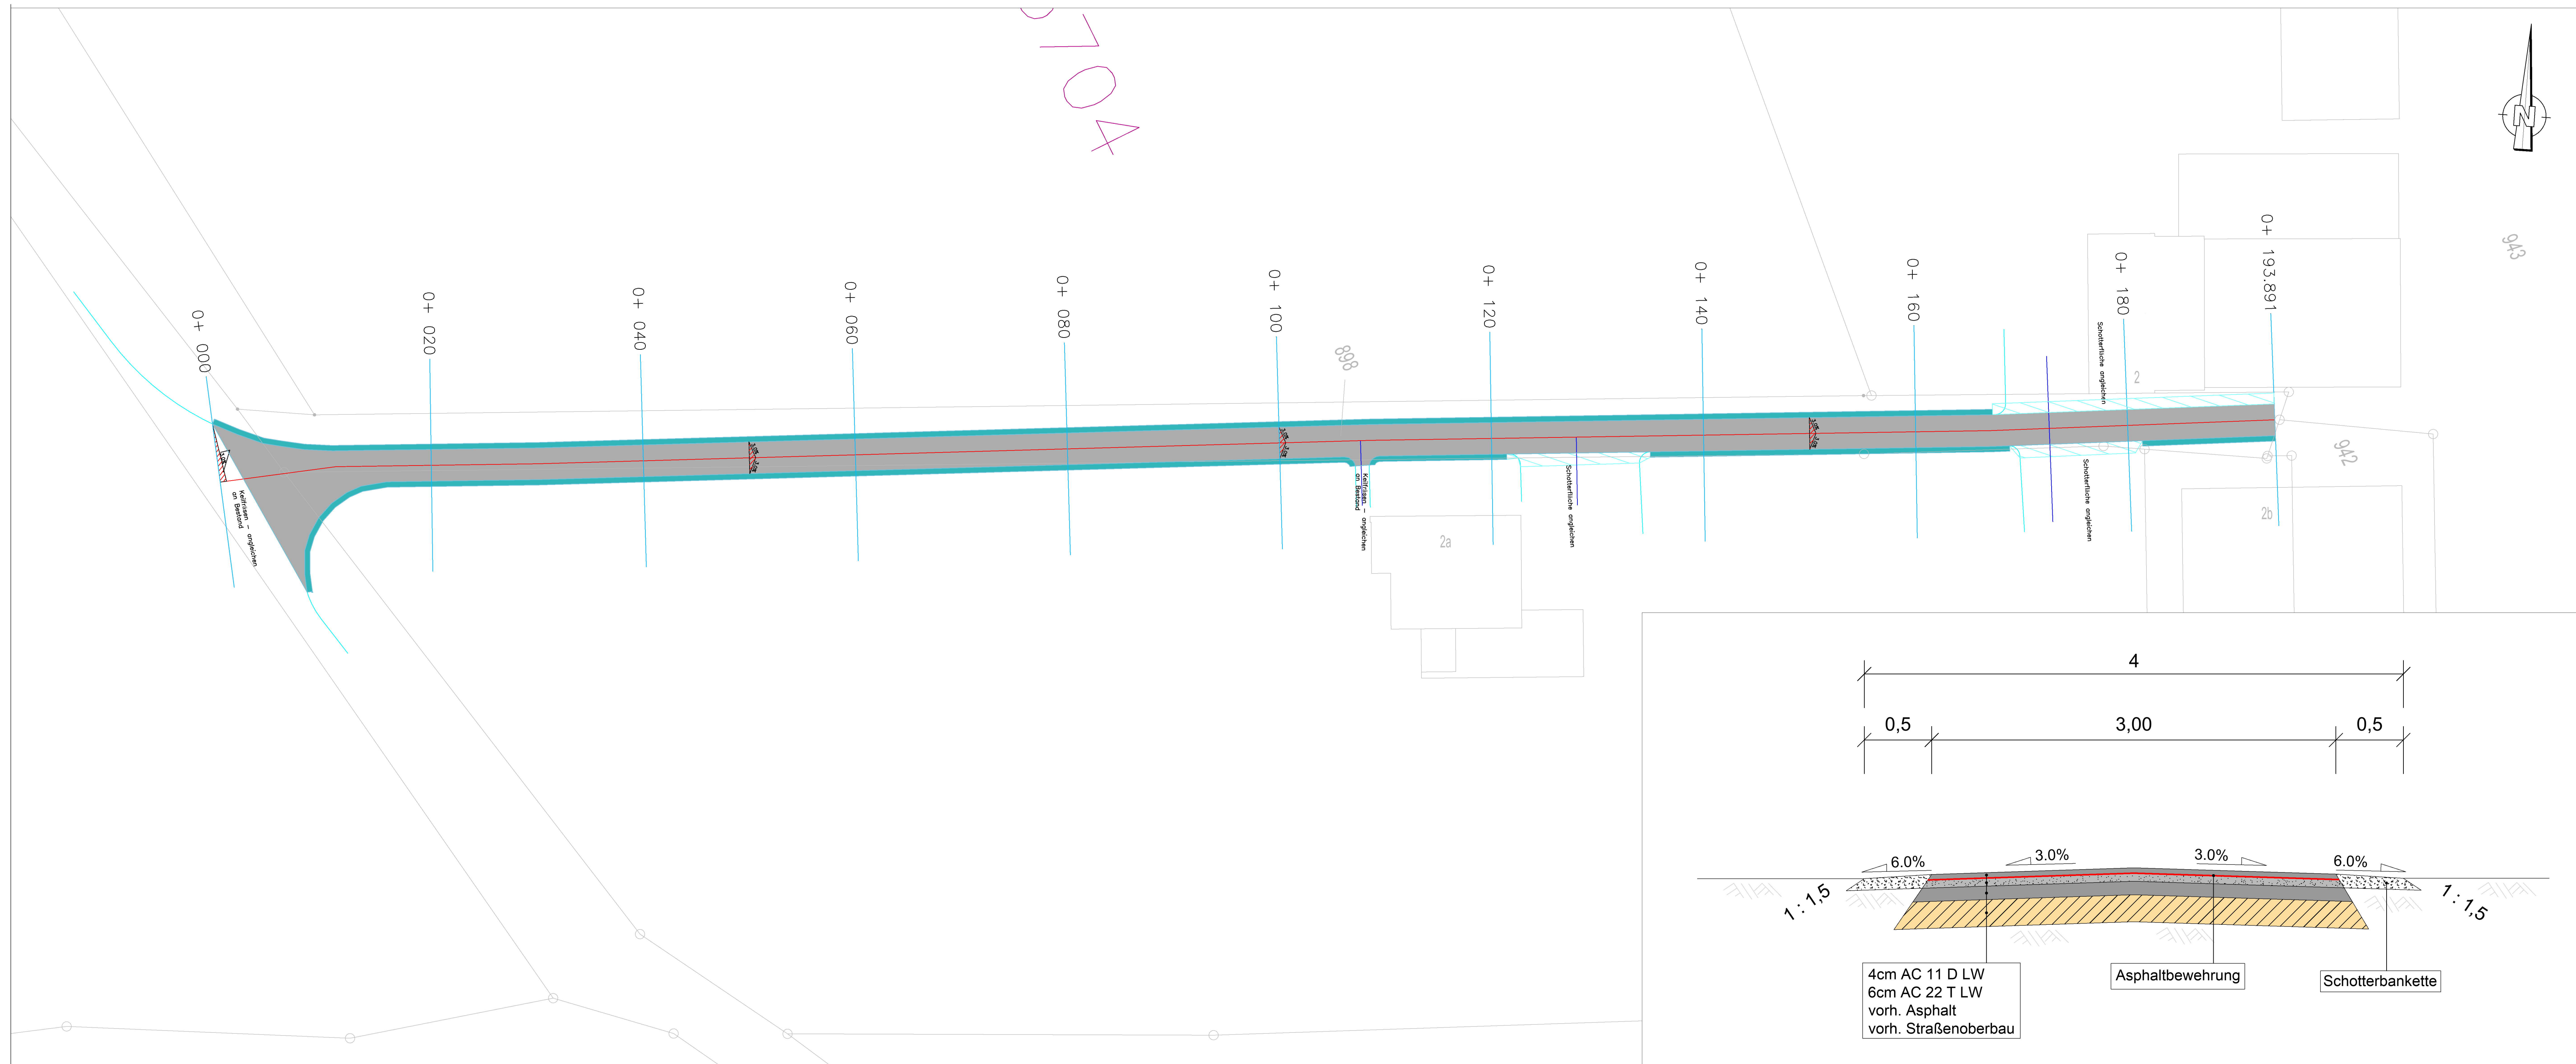 704
N
943
0+ 000
0+ 020
0+ 040
0+ 060
0+ 080
0+ 100
0+ 120
0+ 140
0+ 160
0+ 180
0+ 193.891
898
Schotterfläche angleichen
2
942
Keilfräsen – angleichen
an Bestand
Keilfräsen – angleichen
an Bestand
Schotterfläche angleichen
Schotterfläche angleichen
2a
2b
4
0,5
3,00
0,5
6.0%
3.0%
3.0%
6.0%
1 : 1,5
1 : 1,5
4cm AC 11 D LW
6cm AC 22 T LW
vorh. Asphalt
vorh. Straßenoberbau
Asphaltbewehrung
Schotterbankette